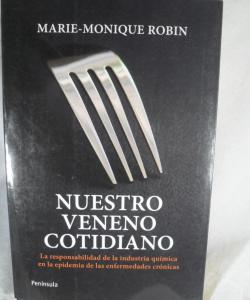 MARIE-MONIQUE ROBIN
NUESTRO
VENENO
COTIDIANO
La responsabilidad de la industria química
en la epidemia de las enfermedades crónicas
Península